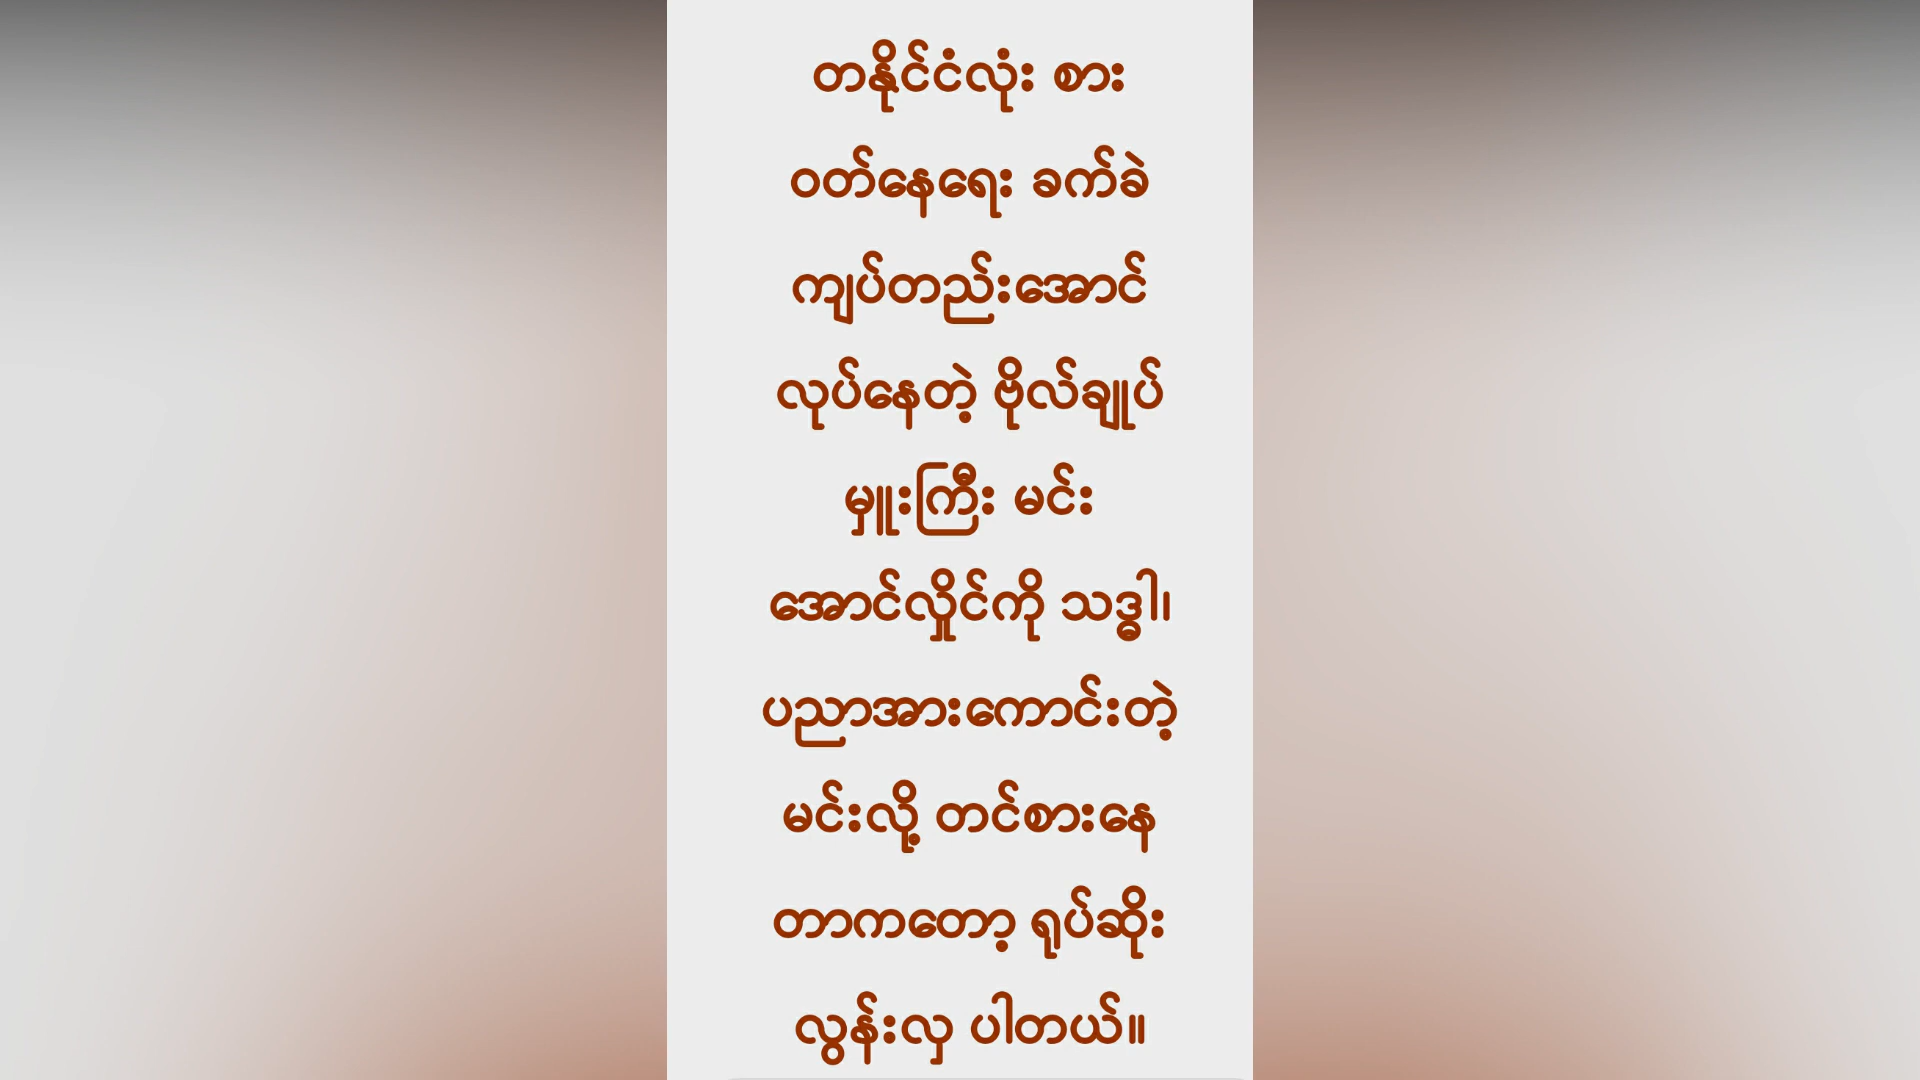 တနိုင်ငံလုံး စား
ဝတ်နေရေး ခက်ခဲ
ကျပ်တည်းအောင်
လုပ်နေတဲ့ ဗိုလ်ချုပ်
မှူးကြီး မင်း
အောင်လှိုင်ကို သဒ္ဓါ၊
ပညာအားကောင်းတဲ့
မင်းလို့ တင်စားနေ
တာကတော့ ရုပ်ဆိုး
လွန်းလှ ပါတယ်။